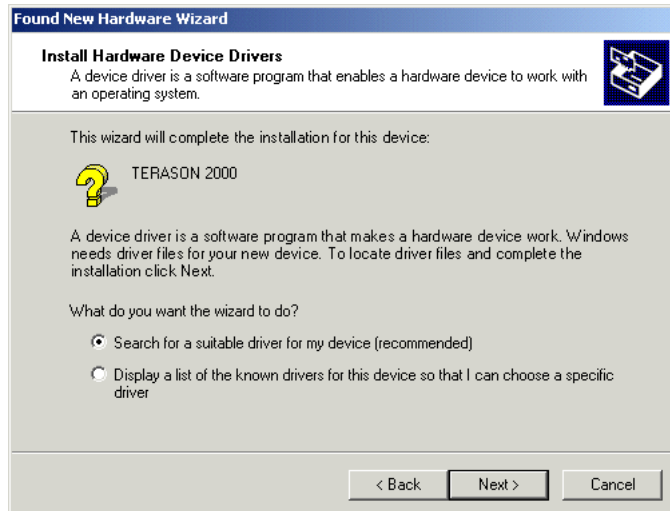 Found New Hardware Wizard
Install Hardware Device Drivers
A device driver is a software program that enables a hardware device to work with
an operating system.
This wizard will complete the installation for this device:
TERASON 2000
A device driver is a software program that makes a hardware device work. Windows
needs driver files for your new device. To locate driver files and complete the
installation click Next.
What do you want the wizard to do?
Search for a suitable driver for my device (recommended)
Display a list of the known drivers for this device so that I can choose a specific
driver
< Back
Next >
Cancel